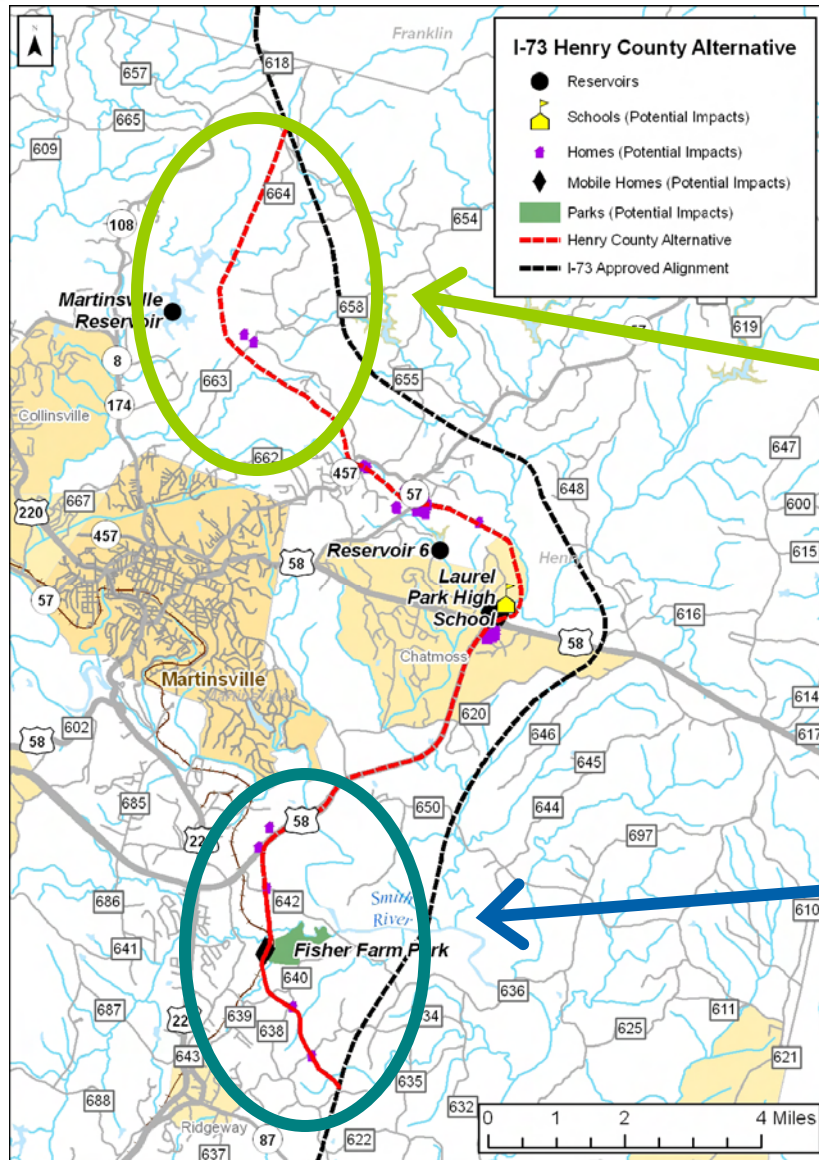 N
Franklin
618
657
665
609
664
654
108
Martinsville
Reservoir
658
57
619
8
663
655
174
Collinsville
662
457
647
667
57
648
600
220
457
615
58
Reservoir 6
Henry
57
Laurel
Park High
School
616
58
Chatmoss
Martinsville
614
602
620
617
58
646
645
685
650
644
58
697
686
642
Smith
River
610
641
Fisher Farm Park
640
636
687
639
638
34
625
611
643
621
635
688
632
Ridgeway
87
622
637
I-73 Henry County Alternative
Reservoirs
Schools (Potential Impacts)
Homes (Potential Impacts)
Mobile Homes (Potential Impacts)
Parks (Potential Impacts)
Henry County Alternative
I-73 Approved Alignment
0 1 2 4 Miles